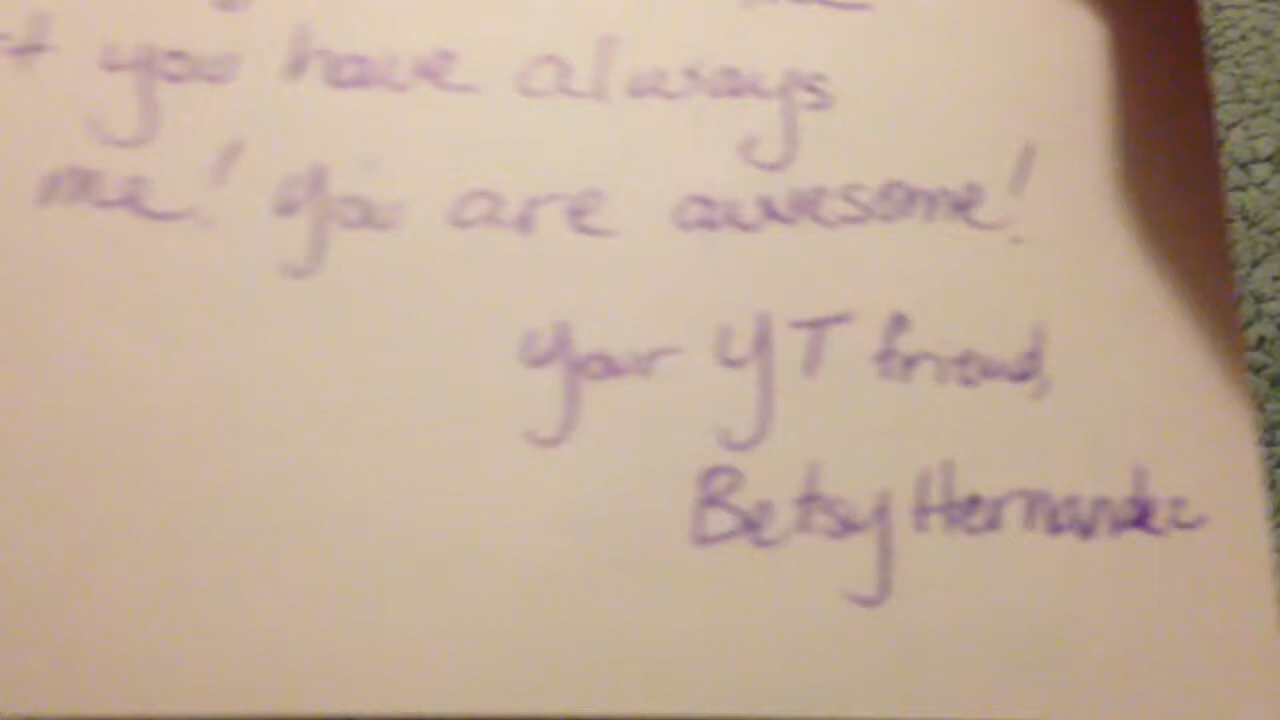 you have always
me! You are awesome!
Your YT friend,
Betsy Hernandez